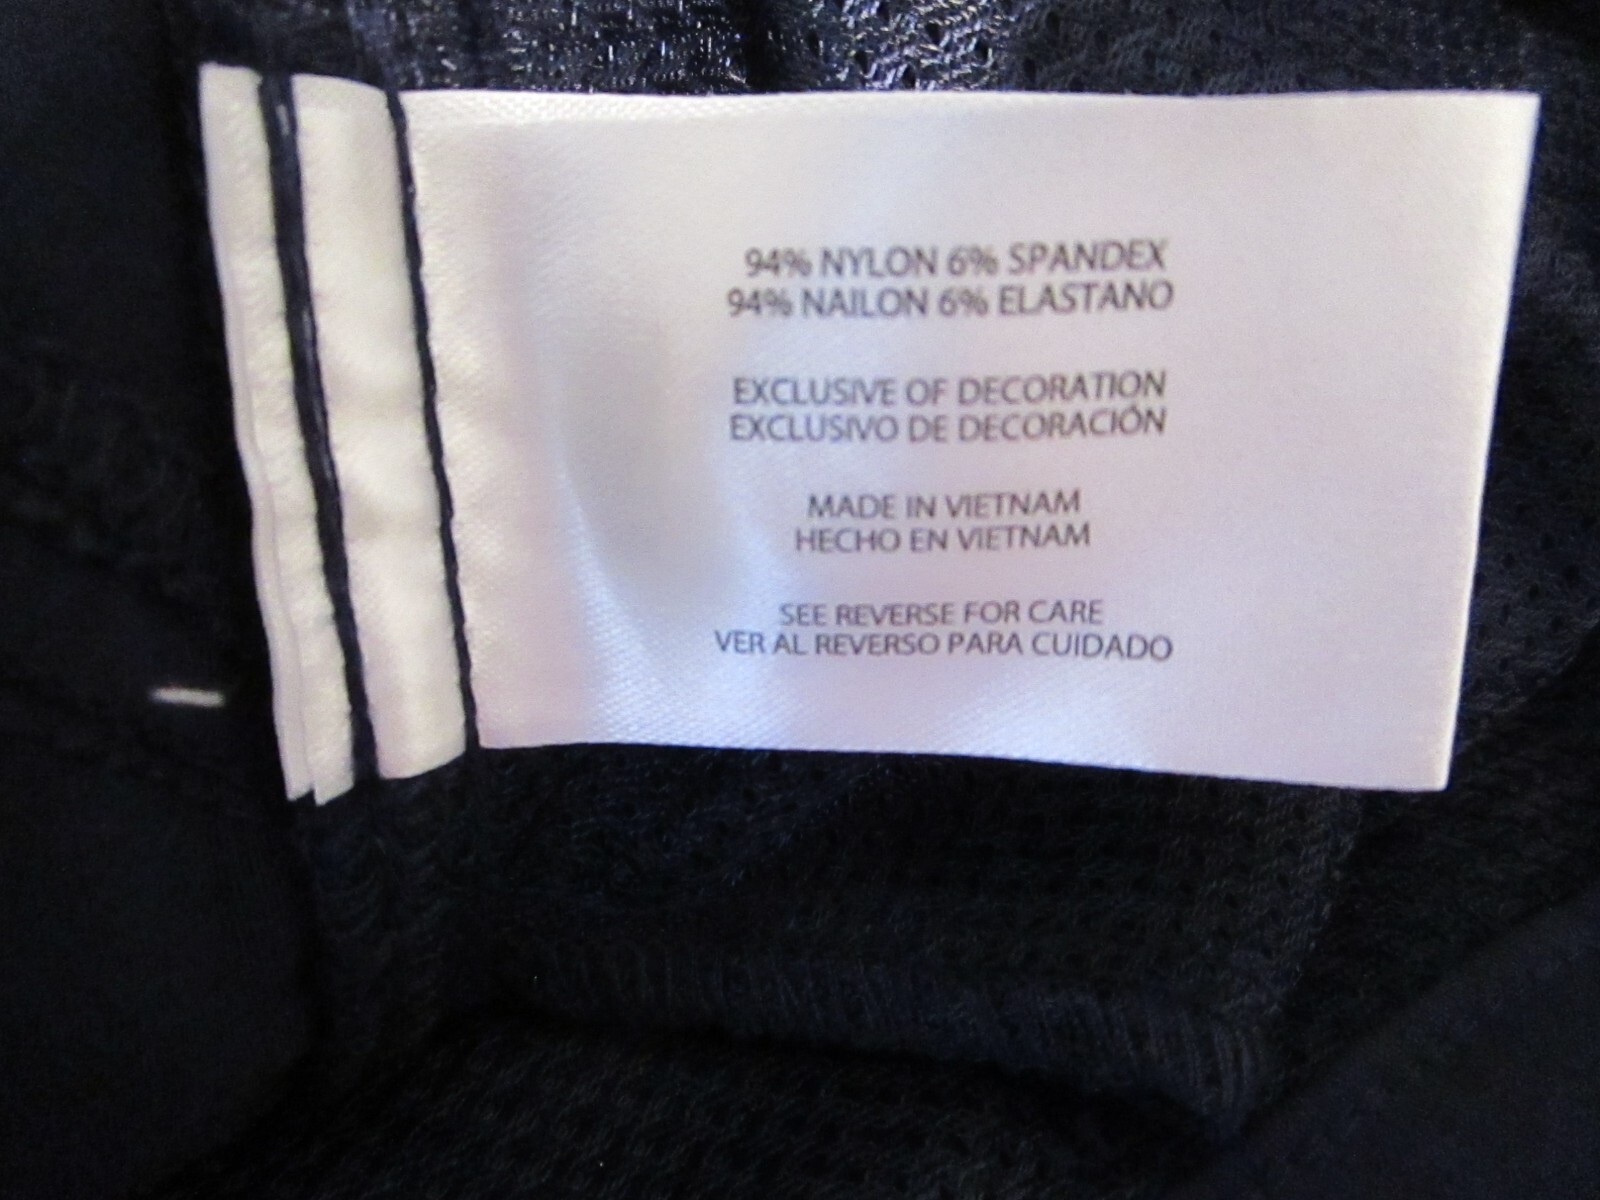 94% NYLON 6% SPANDEX
94% NAILON 6% ELASTANO
EXCLUSIVE OF DECORATION
EXCLUSIVO DE DECORACIÓN
MADE IN VIETNAM
HECHO EN VIETNAM
SEE REVERSE FOR CARE
VER AL REVERSO PARA CUIDADO